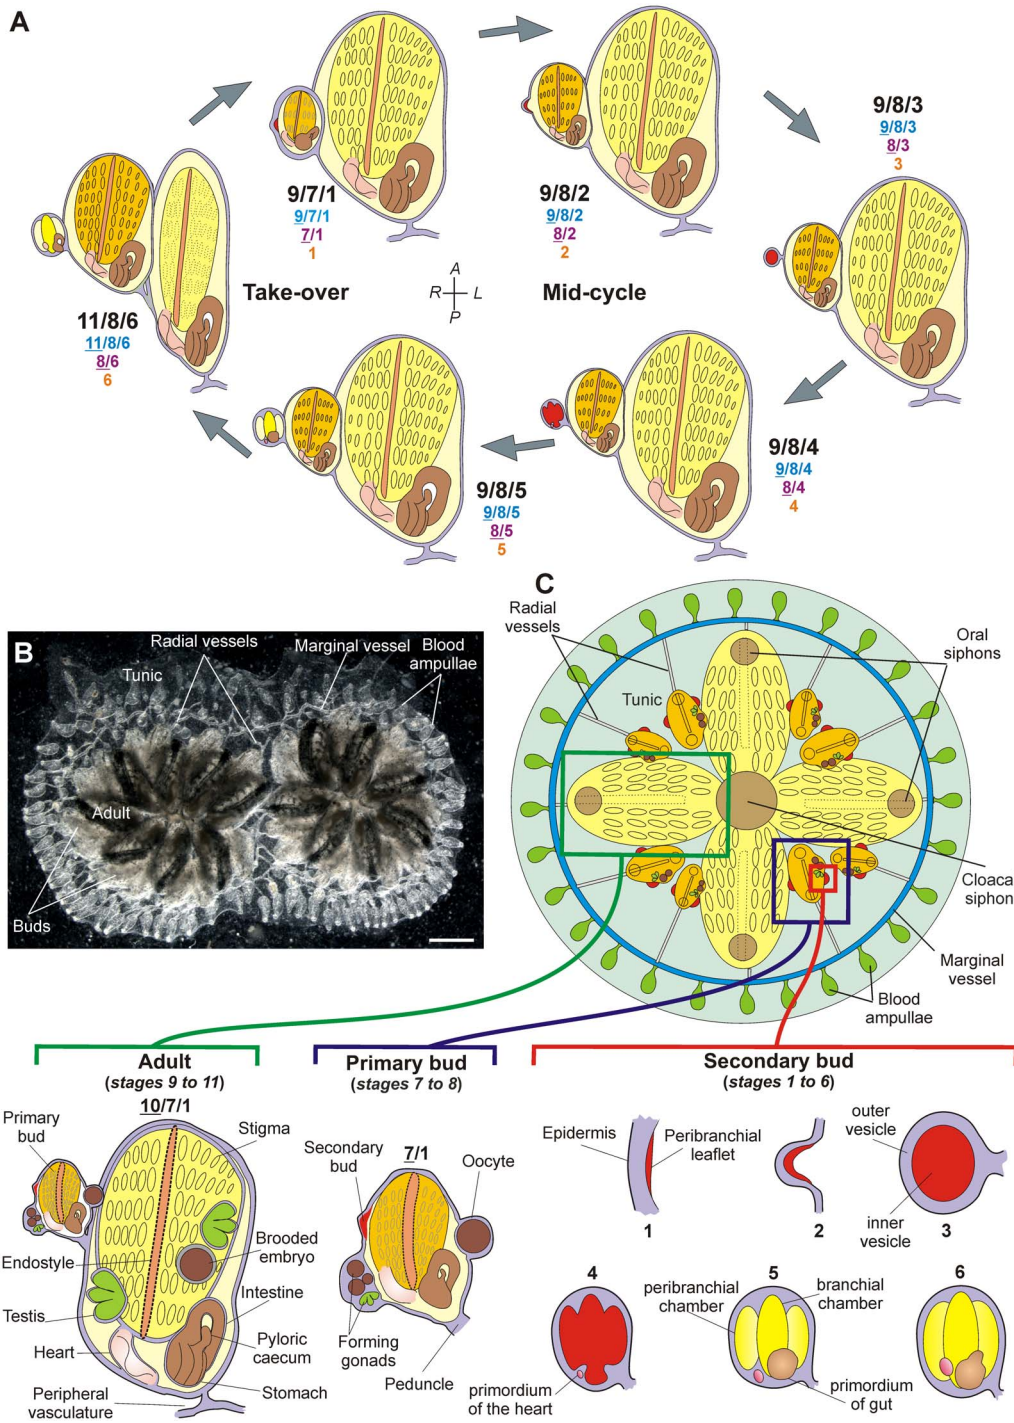 A
9/7/1
9/7/1
7/1
1
9/8/2
9/8/2
8/2
2
9/8/3
9/8/3
8/3
3
11/8/6
11/8/6
8/6
6
Take-over
A
R L
P
Mid-cycle
9/8/5
9/8/5
8/5
5
9/8/4
9/8/4
8/4
4
B
Radial vessels
Marginal vessel
Blood
ampullae
Tunic
Adult
Buds
C
Radial
vessels
Oral
siphons
Tunic
Cloacal
siphon
Marginal
vessel
Blood
ampullae
Adult
(stages 9 to 11)
10/7/1
Primary
bud
Stigma
Endostyle
Brooded
embryo
Testis
Intestine
Heart
Pyloric
caecum
Peripheral
vasculature
Stomach
Primary bud
(stages 7 to 8)
7/1
Secondary
bud
Oocyte
Forming
gonads
Peduncle
Secondary bud
(stages 1 to 6)
Epidermis
Peribranchial
leaflet
outer
vesicle
inner
vesicle
1
2
3
4
5
6
peribranchial
chamber
branchial
chamber
primordium
of the heart
primordium
of gut